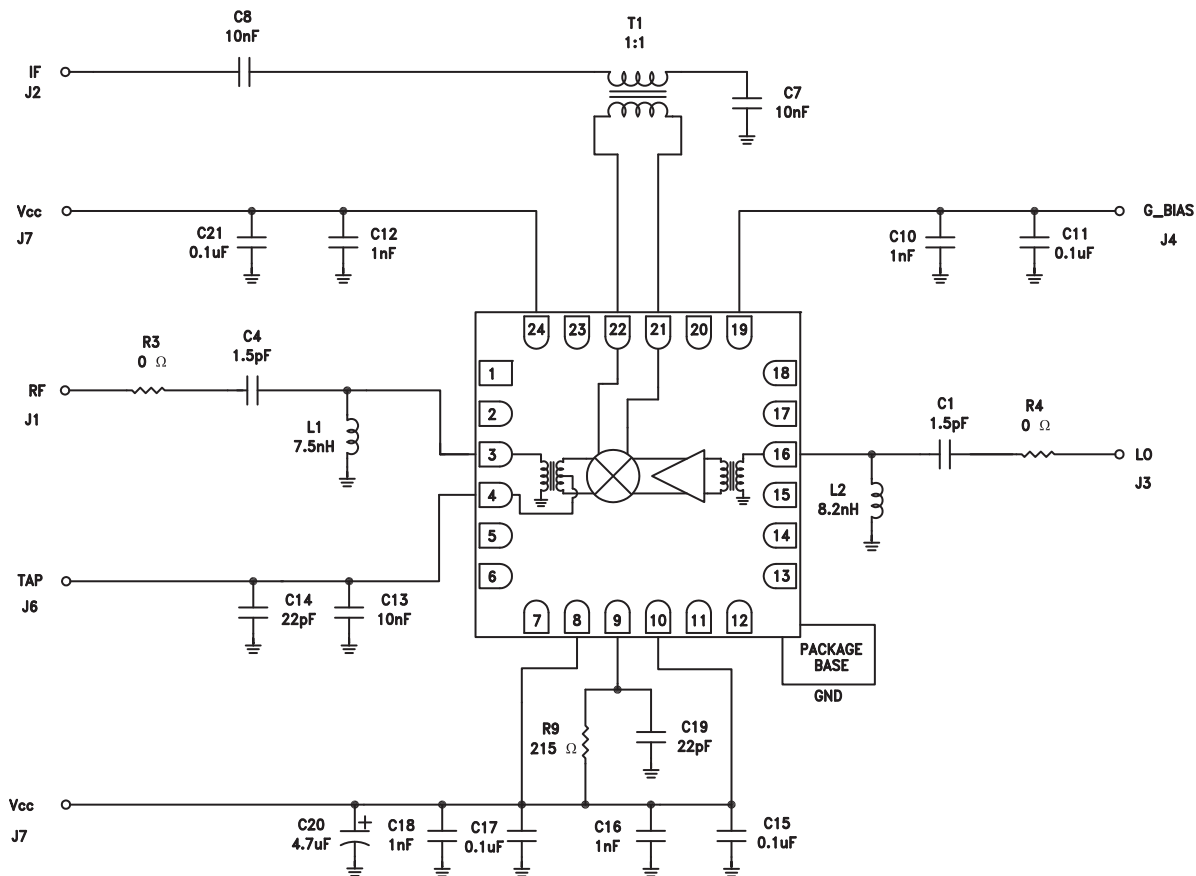 C8
10nF
T1
1:1
IF
J2
C7
10nF
Vcc
J7
C21
0.1uF
C12
1nF
C10
1nF
C11
0.1uF
G_BIAS
J4
24
23
22
21
20
19
R3
0 Ω
C4
1.5pF
RF
J1
L1
7.5nH
1
2
3
4
5
6
18
17
16
15
14
13
C1
1.5pF
R4
0 Ω
LO
J3
L2
8.2nH
TAP
J6
C14
22pF
C13
10nF
7
8
9
10
11
12
PACKAGE
BASE
GND
R9
215 Ω
C19
22pF
Vcc
J7
C20
4.7uF
+
C18
1nF
C17
0.1uF
C16
1nF
C15
0.1uF